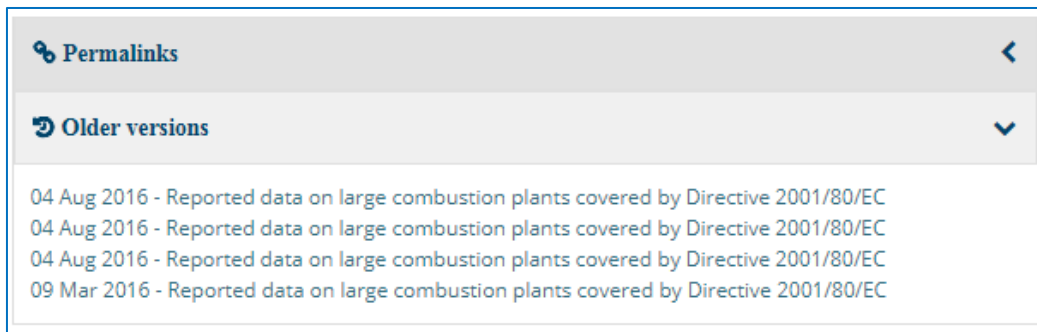 Permalinks
Older versions
04 Aug 2016 - Reported data on large combustion plants covered by Directive 2001/80/EC
04 Aug 2016 - Reported data on large combustion plants covered by Directive 2001/80/EC
04 Aug 2016 - Reported data on large combustion plants covered by Directive 2001/80/EC
09 Mar 2016 - Reported data on large combustion plants covered by Directive 2001/80/EC